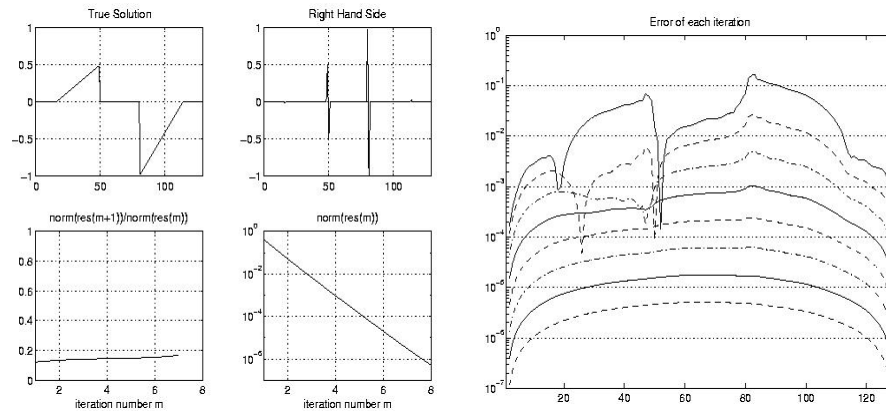 True Solution
1
0.5
0
−0.5
−1
0 50 100
Right Hand Side
1
0.5
0
−0.5
−1
0 50 100
norm(res(m+1))/norm(res(m))
1
0.8
0.6
0.4
0.2
0
2 4 6 8
iteration number m
norm(res(m))
10^0
10^−2
10^−4
10^−6
2 4 6 8
iteration number m
Error of each iteration
10^0
10^−1
10^−2
10^−3
10^−4
10^−5
10^−6
10^−7
20 40 60 80 100 120